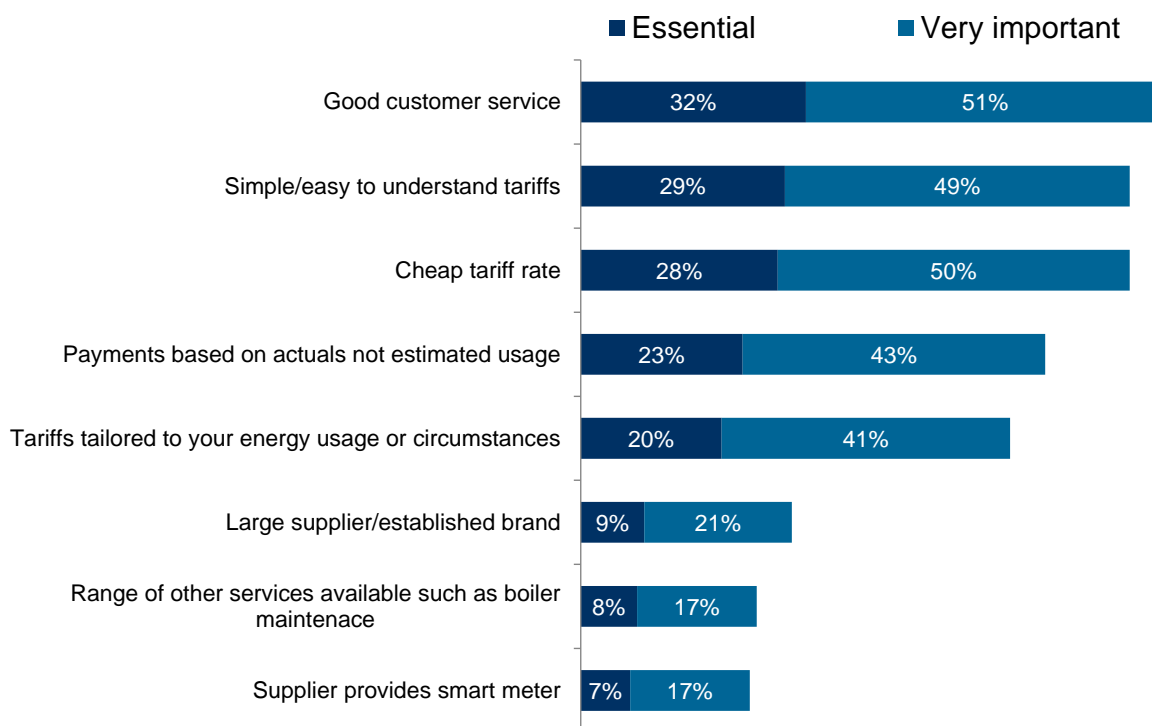 Essential Very important
Good customer service 32% 51%
Simple/easy to understand tariffs 29% 49%
Cheap tariff rate 28% 50%
Payments based on actuals not estimated usage 23% 43%
Tariffs tailored to your energy usage or circumstances 20% 41%
Large supplier/established brand 9% 21%
Range of other services available such as boiler
maintenace 8% 17%
Supplier provides smart meter 7% 17%